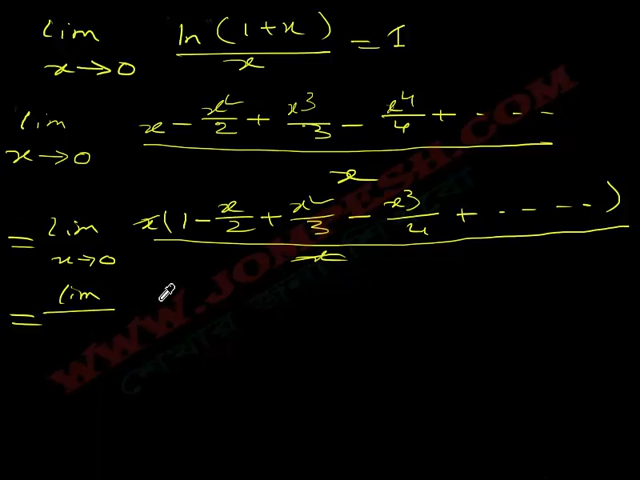 lim x→0 ln(1+x)/x = 1
lim x→0 (x - x²/2 + x³/3 - x⁴/4 + - - - -)/x
= lim x→0 x(1 - x/2 + x²/3 - x³/4 + - - - - -)/x
= lim
WWW.JOMPESH.COM